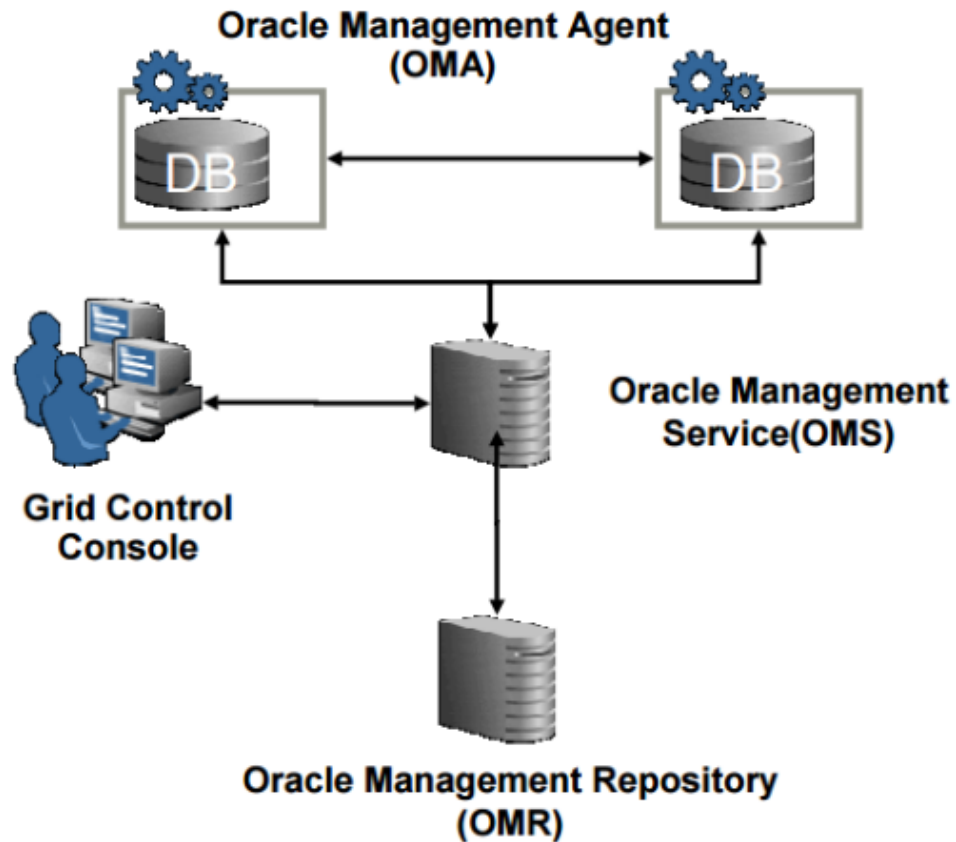 Oracle Management Agent
(OMA)
DB
DB
Oracle Management
Service(OMS)
Grid Control
Console
Oracle Management Repository
(OMR)